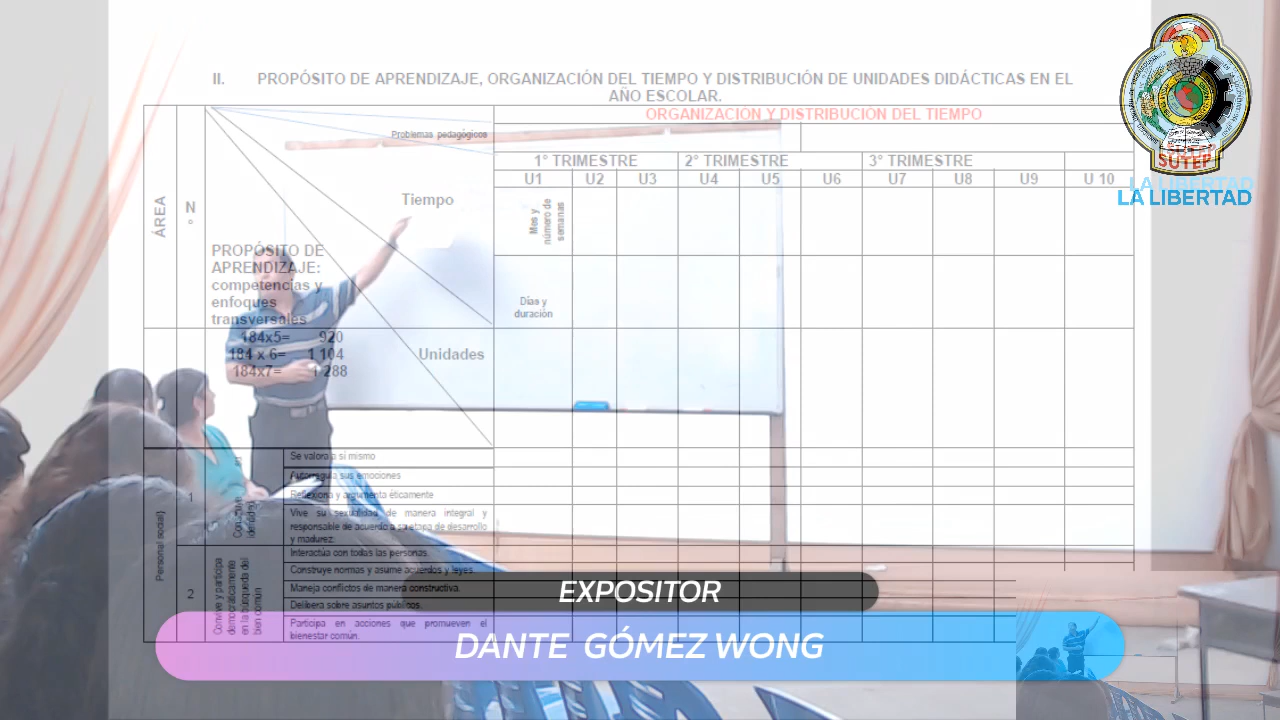 II. PROPÓSITO DE APRENDIZAJE, ORGANIZACIÓN DEL TIEMPO Y DISTRIBUCIÓN DE UNIDADES DIDÁCTICAS EN EL
AÑO ESCOLAR.
ORGANIZACIÓN Y DISTRIBUCIÓN DEL TIEMPO
Problemas pedagógicos
1° TRIMESTRE 2° TRIMESTRE 3° TRIMESTRE
U1 U2 U3 U4 U5 U6 U7 U8 U9 U 10
ÁREA
N
°
Tiempo
Mes y
número de
semanas
PROPÓSITO DE
APRENDIZAJE:
competencias y
enfoques
transversales
Días y
duración
184x5= 920
184 x 6= 1 104
184x7= 1 288
Unidades
Personal social}
1
Se valora a sí mismo
Autorregula sus emociones
Reflexiona y argumenta éticamente
Vive su sexualidad de manera integral y
responsable de acuerdo a su etapa de desarrollo
y madurez.
2
Convive y participa
democráticamente
en la búsqueda del
bien común
Interactúa con todas las personas.
Construye normas y asume acuerdos y leyes.
Maneja conflictos de manera constructiva.
Delibera sobre asuntos públicos.
Participa en acciones que promueven el
bienestar común.
SUTEP
LA LIBERTAD
EXPOSITOR
DANTE GÓMEZ WONG